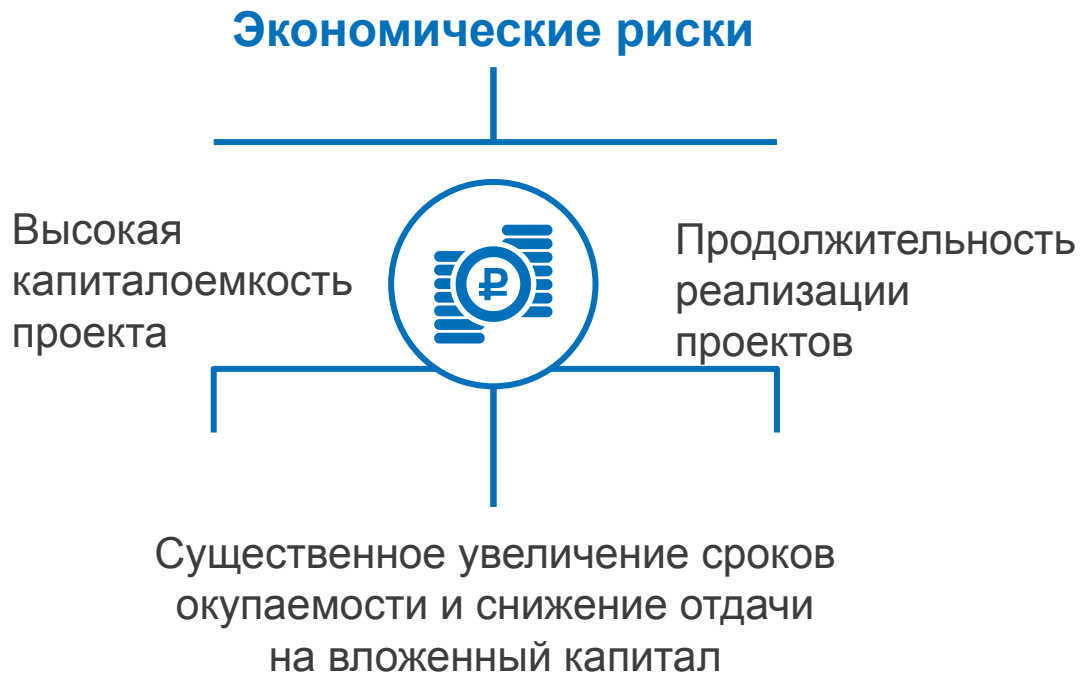 Экономические риски
Высокая
капиталоемкость
проекта
₽
Продолжительность
реализации
проектов
Существенное увеличение сроков
окупаемости и снижение отдачи
на вложенный капитал